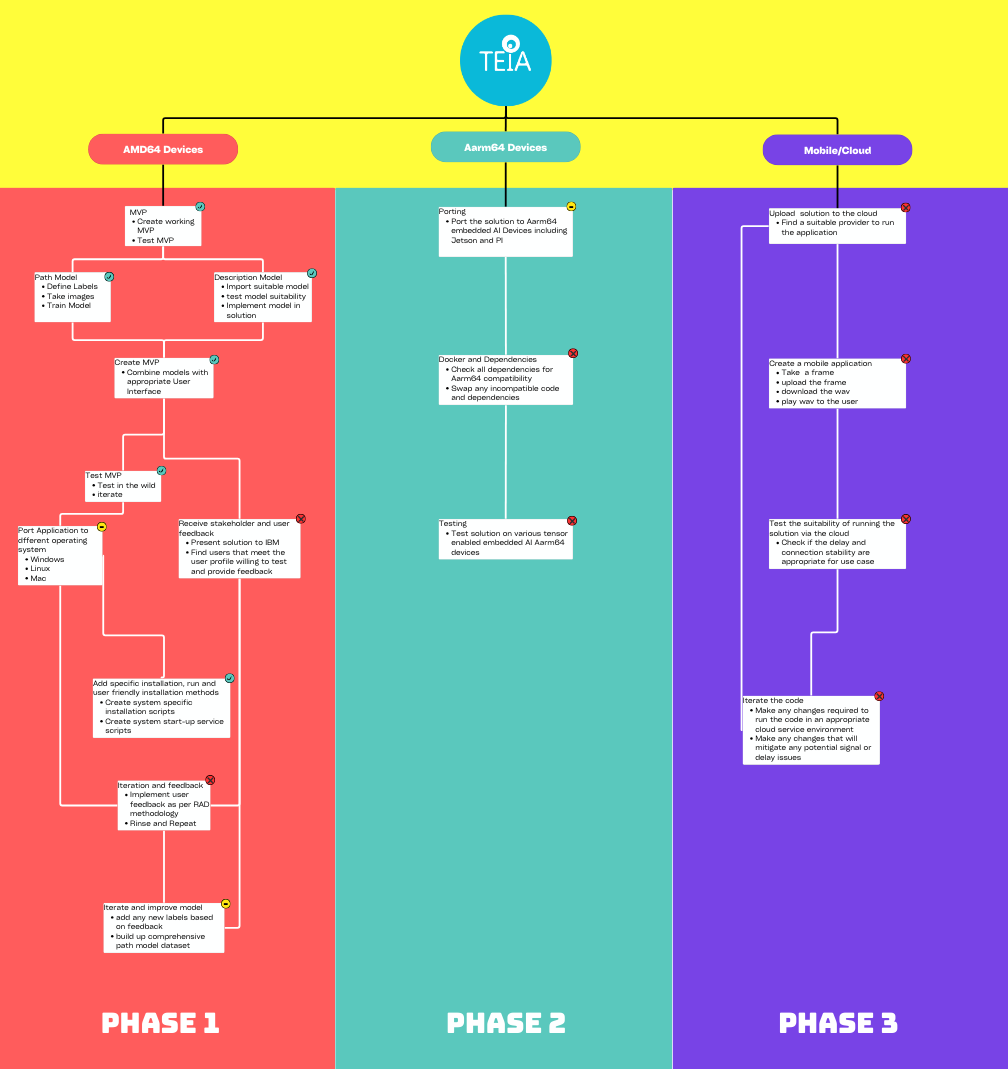 TEIA
AMD64 Devices
Aarm64 Devices
Mobile/Cloud
MVP
• Create working
MVP
• Test MVP
Path Model
• Define Labels
• Take images
• Train Model
Description Model
• Import suitable model
• test model suitability
• Implement model in
solution
Create MVP
• Combine models with
appropriate User
Interface
Test MVP
• Test in the wild
• iterate
Port Application to
different operating
system
• Windows
• Linux
• Mac
Receive stakeholder and user
feedback
• Present solution to IBM
• Find users that meet the
user profile willing to test
and provide feedback
Add specific installation, run and
user friendly installation methods
• Create system specific
installation scripts
• Create system start-up service
scripts
Iteration and feedback
• Implement user
feedback as per RAD
methodology
• Rinse and Repeat
Iterate and improve model
• add any new labels based
on feedback
• build up comprehensive
path model dataset
PHASE 1
Porting
• Port the solution to Aarm64
embedded AI Devices including
Jetson and PI
Docker and Dependencies
• Check all dependencies for
Aarm64 compatibility
• Swap any incompatible code
and dependencies
Testing
• Test solution on various tensor
enabled embedded AI Aarm64
devices
PHASE 2
Upload solution to the cloud
• Find a suitable provider to run
the application
Create a mobile application
• Take a frame
• upload the frame
• download the wav
• play wav to the user
Test the suitability of running the
solution via the cloud
• Check if the delay and
connection stability are
appropriate for use case
Iterate the code
• Make any changes required to
run the code in an appropriate
cloud service environment
• Make any changes that will
mitigate any potential signal or
delay issues
PHASE 3